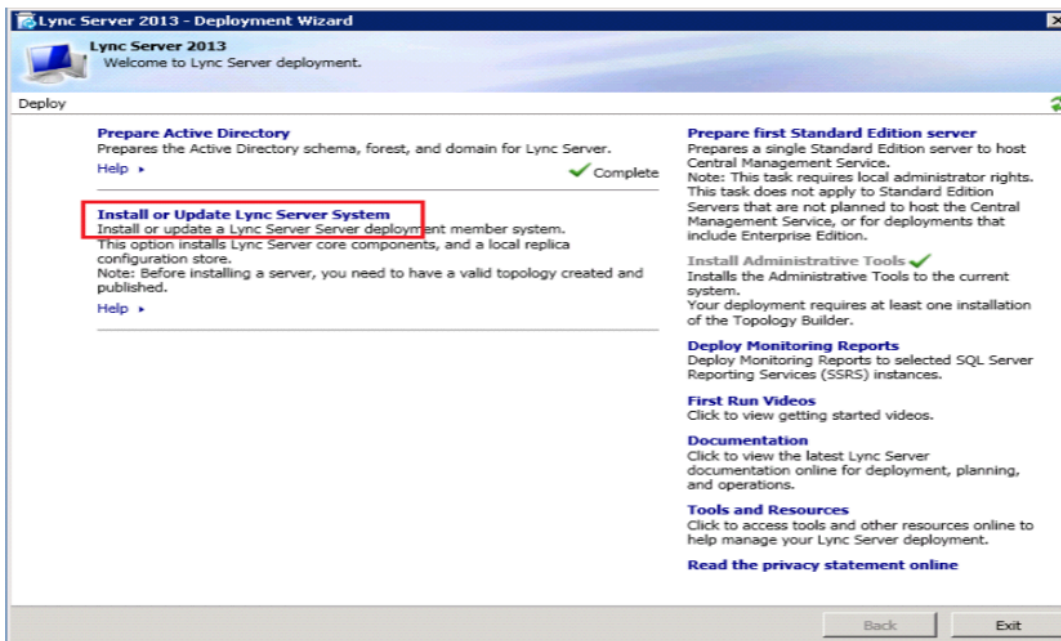 Lync Server 2013 - Deployment Wizard
Lync Server 2013
Welcome to Lync Server deployment.
Deploy
Prepare Active Directory
Prepares the Active Directory schema, forest, and domain for Lync Server.
Help
Complete
Install or Update Lync Server System
Install or update a Lync Server Server deployment member system.
This option installs Lync Server core components, and a local replica
configuration store.
Note: Before installing a server, you need to have a valid topology created and
published.
Help
Prepare first Standard Edition server
Prepares a single Standard Edition server to host
Central Management Service.
Note: This task requires local administrator rights.
This task does not apply to Standard Edition
Servers that are not planned to host the Central
Management Service, or for deployments that
include Enterprise Edition.
Install Administrative Tools
Installs the Administrative Tools to the current
system.
Your deployment requires at least one installation
of the Topology Builder.
Deploy Monitoring Reports
Deploy Monitoring Reports to selected SQL Server
Reporting Services (SSRS) instances.
First Run Videos
Click to view getting started videos.
Documentation
Click to view the latest Lync Server
documentation online for deployment, planning,
and operations.
Tools and Resources
Click to access tools and other resources online to
help manage your Lync Server deployment.
Read the privacy statement online
Back
Exit